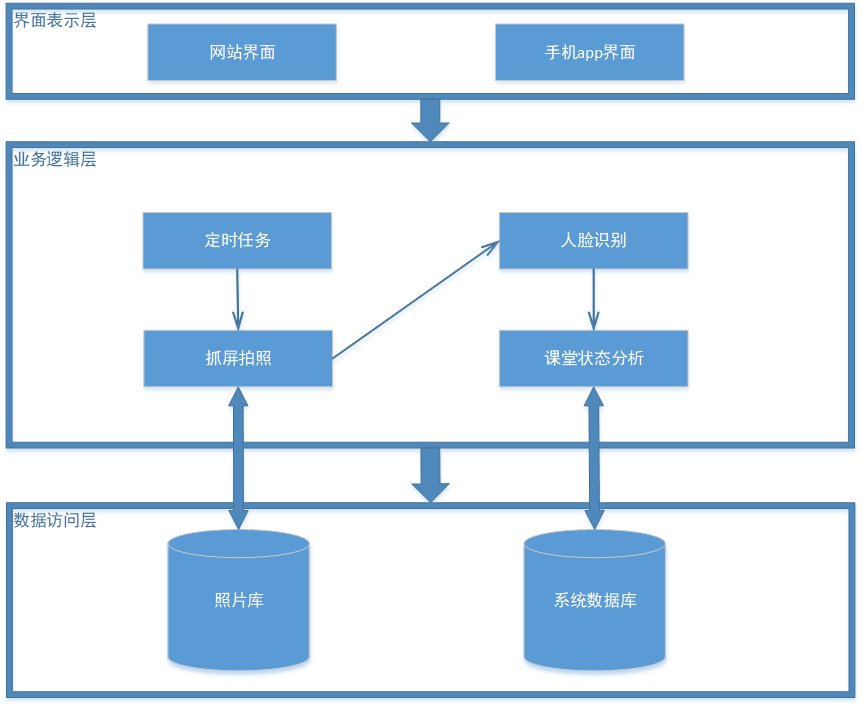 界面表示层
网站界面
手机app界面
业务逻辑层
定时任务
人脸识别
抓屏拍照
课堂状态分析
数据访问层
照片库
系统数据库